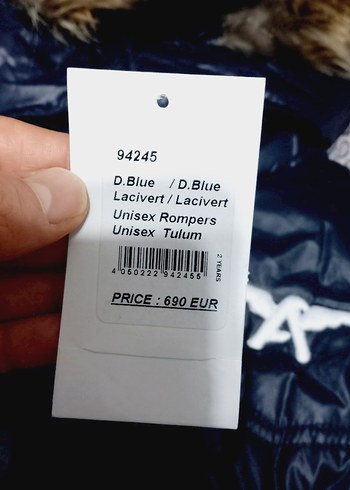 94245
D.Blue / D.Blue
Lacivert / Lacivert
Unisex Rompers
Unisex Tulum
2 YEARS
4 050222 942455
PRICE : 690 EUR